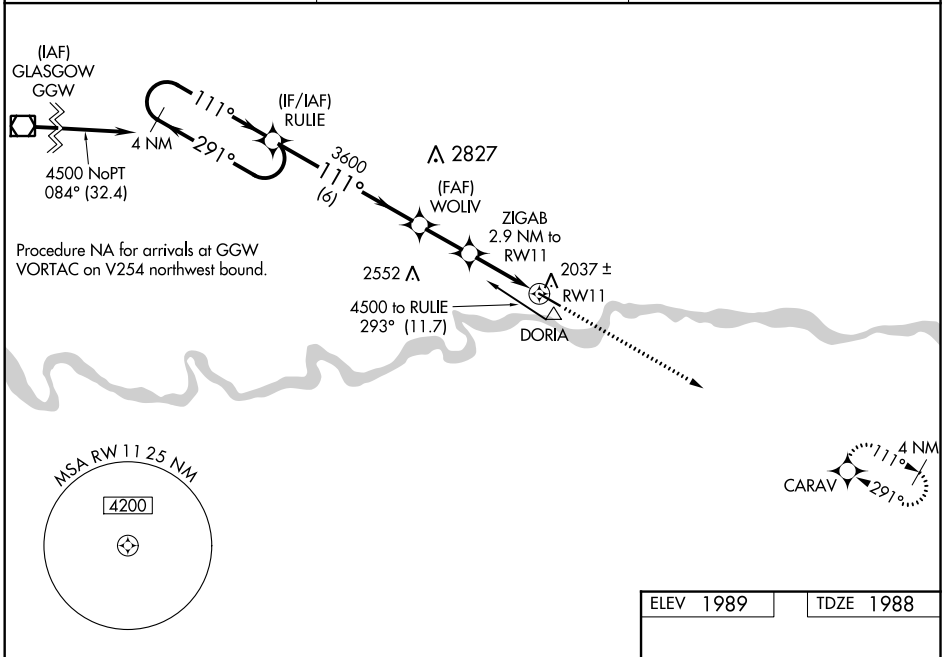 (IAF)
GLASGOW
GGW
4500 NoPT
084° (32.4)
111°
4 NM
291°
(IF/IAF)
RULIE
3600
111°
(6)
2827
(FAF)
WOLIV
ZIGAB
2.9 NM to
RW11
2552
2037 ±
RW11
4500 to RULIE
293° (11.7)
DORIA
Procedure NA for arrivals at GGW
VORTAC on V254 northwest bound.
MSA RW 11 25 NM
4200
4 NM
111°
CARAV
291°
ELEV 1989
TDZE 1988